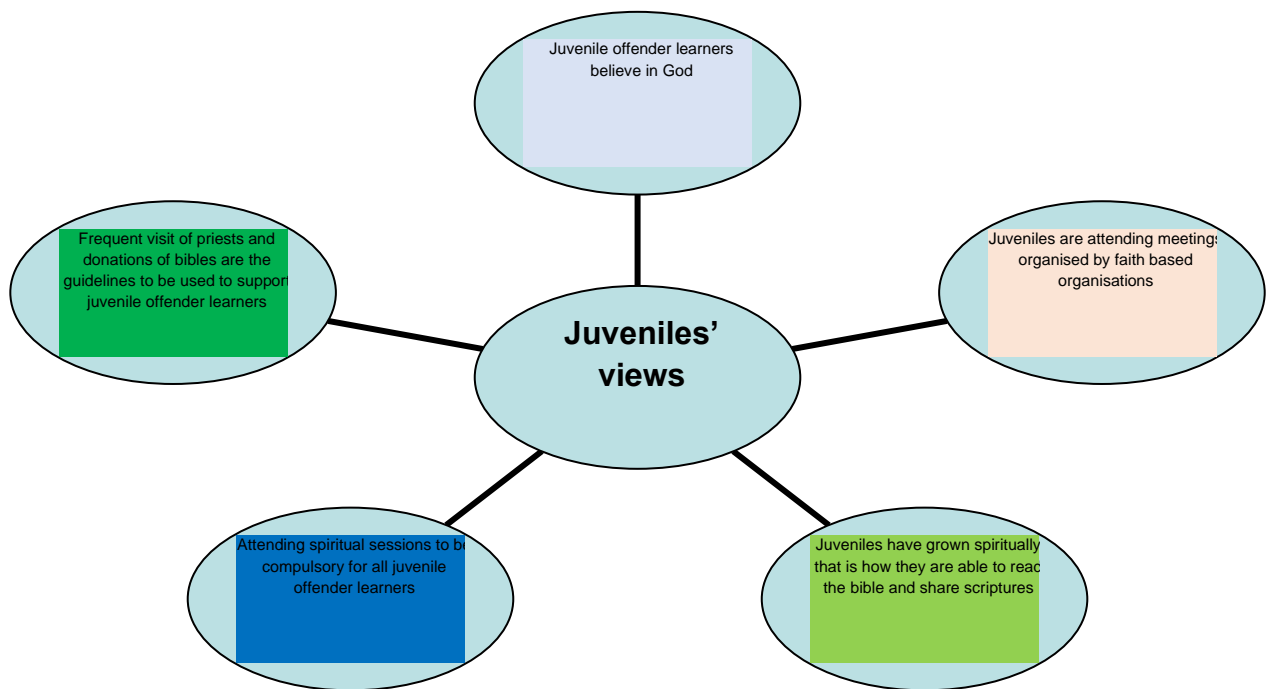 Juvenile offender learners
believe in God
Frequent visit of priests and
donations of bibles are the
guidelines to be used to support
juvenile offender learners
Juveniles are attending meetings
organised by faith based
organisations
Juveniles’
views
Attending spiritual sessions to be
compulsory for all juvenile
offender learners
Juveniles have grown spiritually
that is how they are able to read
the bible and share scriptures